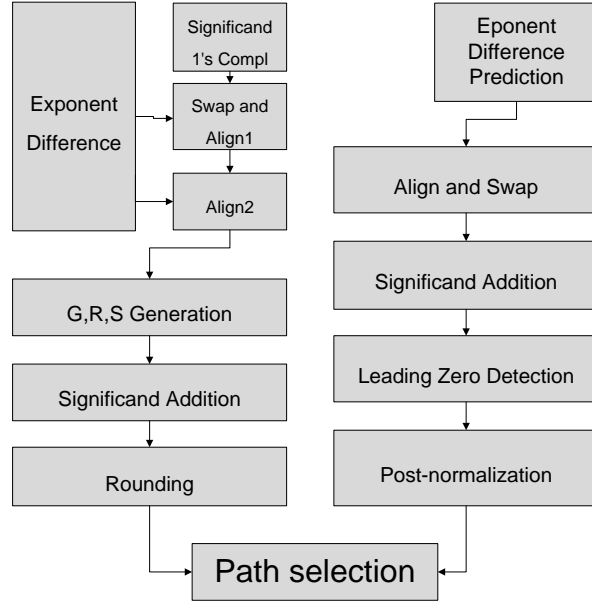 Significand
1's Compl
Exponent
Difference
Swap and
Align1
Align2
G,R,S Generation
Significand Addition
Rounding
Eponent
Difference
Prediction
Align and Swap
Significand Addition
Leading Zero Detection
Post-normalization
Path selection